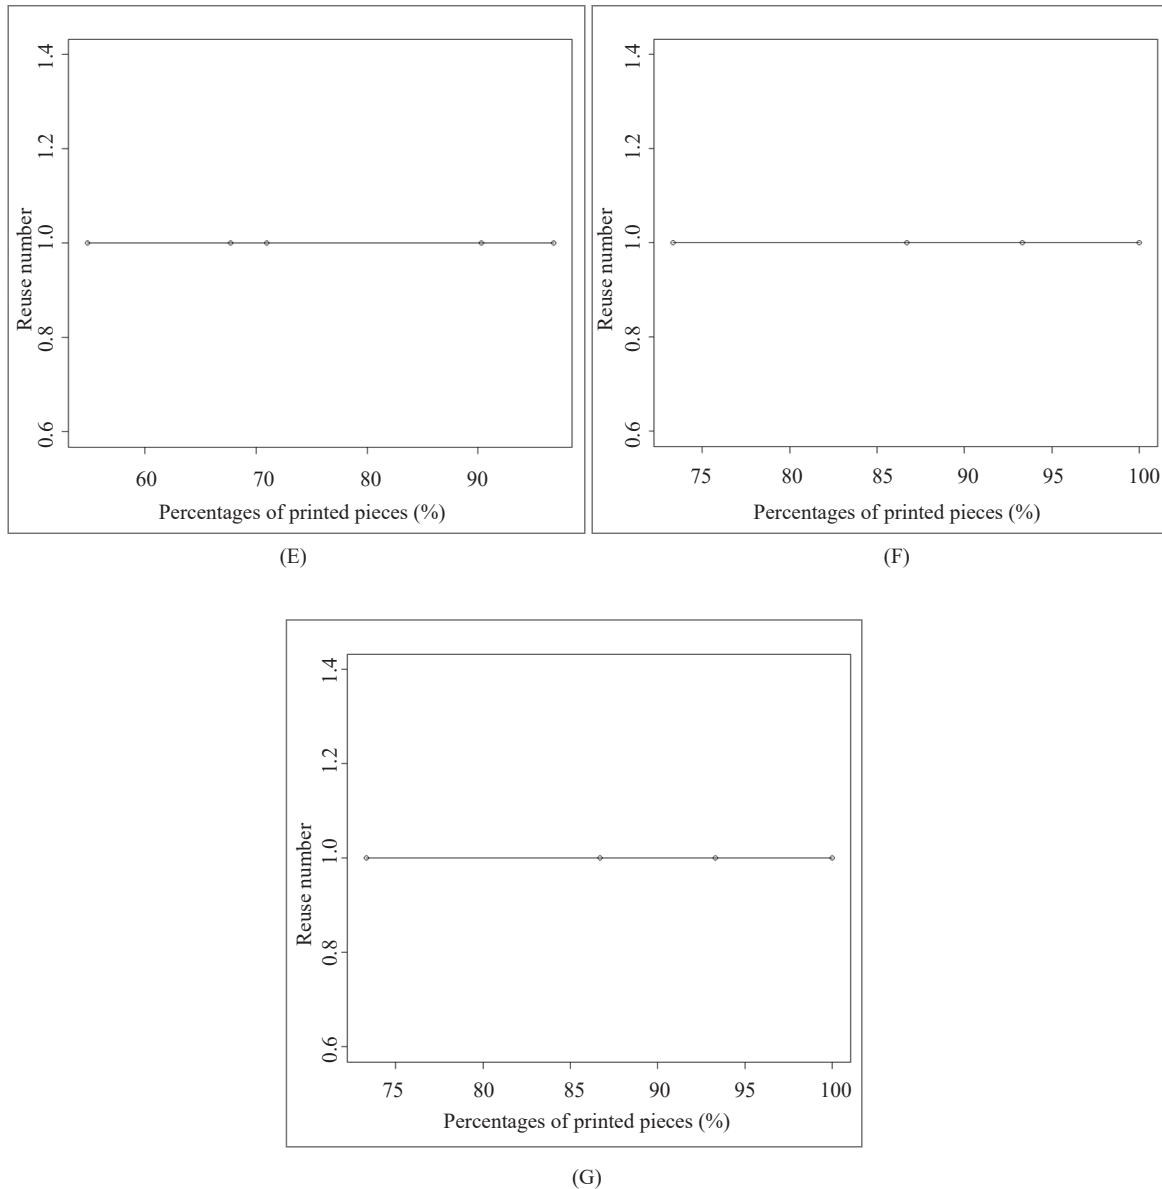 1.4
1.2
1.0
0.8
0.6
Reuse number
60 70 80 90
Percentages of printed pieces (%)
(E)
1.4
1.2
1.0
0.8
0.6
Reuse number
75 80 85 90 95 100
Percentages of printed pieces (%)
(F)
1.4
1.2
1.0
0.8
0.6
Reuse number
75 80 85 90 95 100
Percentages of printed pieces (%)
(G)